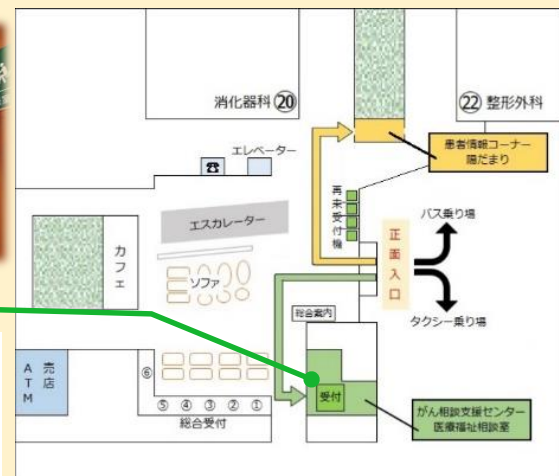 消化器科 ⑳
㉒ 整形外科
患者情報コーナー
陽だまり
エレベーター
☎
再来受付機
エスカレーター
カフェ
ソファ
正面入口
バス乗り場
タクシー乗り場
総合案内
売店
ATM
⑥
⑤ ④ ③ ② ①
総合受付
受付
がん相談支援センター
医療福祉相談室